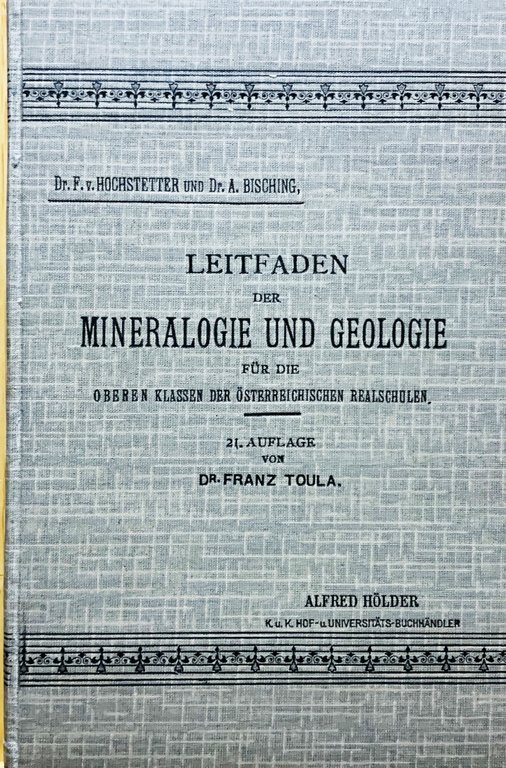 Dr. F. v. HOCHSTETTER UND Dr. A. BISCHING,
LEITFADEN
DER
MINERALOGIE UND GEOLOGIE
FÜR DIE
OBEREN KLASSEN DER ÖSTERREICHISCHEN REALSCHULEN.
21. AUFLAGE
VON
DR. FRANZ TOULA.
ALFRED HÖLDER
K. u. K. HOF- u. UNIVERSITÄTS-BUCHHÄNDLER